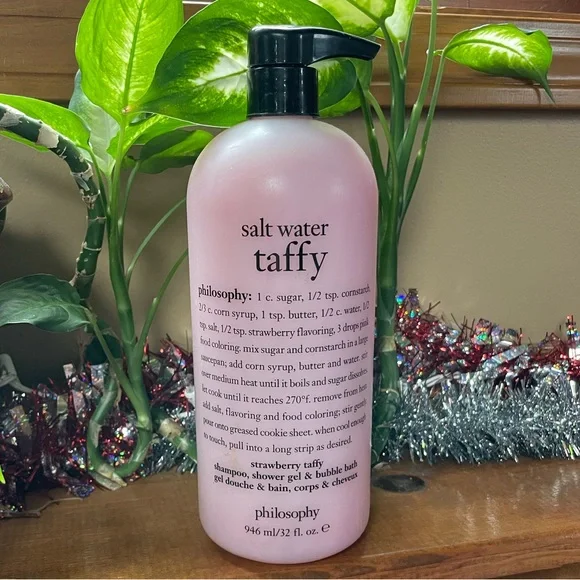 salt water
taffy
philosophy: 1 c. sugar, 1/2 tsp. cornstarch,
2/3 c. corn syrup, 1 tsp. butter, 1/2 c. water, 1/2
tsp. salt, 1/2 tsp. strawberry flavoring, 3 drops pink
food coloring. mix sugar and cornstarch in a large
saucepan; add corn syrup, butter and water. stir
over medium heat until it boils and sugar dissolves.
let cook until it reaches 270°f. remove from heat
add salt, flavoring and food coloring; stir gently
pour onto greased cookie sheet. when cool enough
to touch, pull into a long strip as desired.
strawberry taffy
shampoo, shower gel & bubble bath
gel douche & bain, corps & cheveux
philosophy
946 ml/32 fl. oz. e